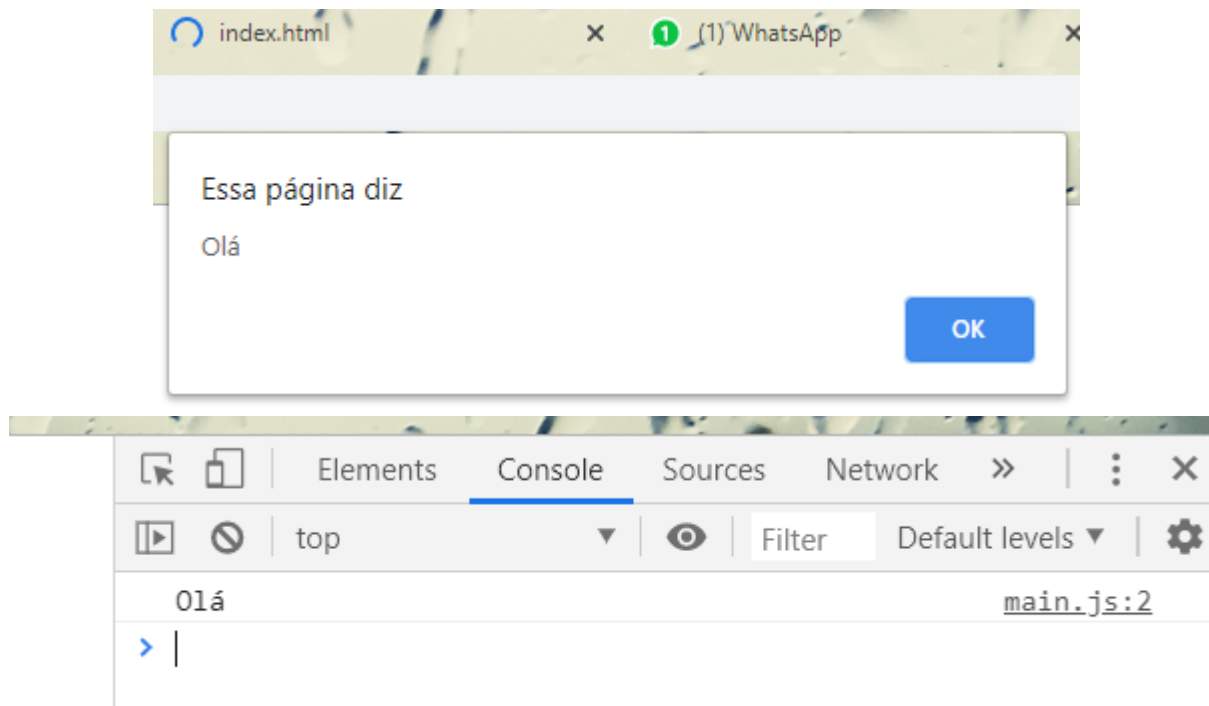 index.html 1 (1) WhatsApp
Essa página diz
Olá
OK
Elements Console Sources Network »
top Filter Default levels
Olá main.js:2
>